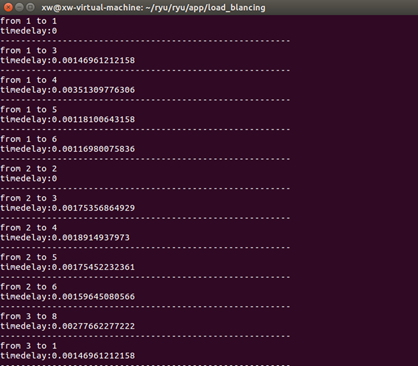 xw@xw-virtual-machine: ~/ryu/ryu/app/load_blancing
from 1 to 1
timedelay:0
------------------------------------------------------
from 1 to 3
timedelay:0.00146961212158
------------------------------------------------------
from 1 to 4
timedelay:0.00351309776306
------------------------------------------------------
from 1 to 5
timedelay:0.00118100643158
------------------------------------------------------
from 1 to 6
timedelay:0.00116980075836
------------------------------------------------------
from 2 to 2
timedelay:0
------------------------------------------------------
from 2 to 3
timedelay:0.00175356864929
------------------------------------------------------
from 2 to 4
timedelay:0.0018914937973
------------------------------------------------------
from 2 to 5
timedelay:0.00175452232361
------------------------------------------------------
from 2 to 6
timedelay:0.00159645080566
------------------------------------------------------
from 3 to 8
timedelay:0.00277662277222
------------------------------------------------------
from 3 to 1
timedelay:0.00146961212158
------------------------------------------------------